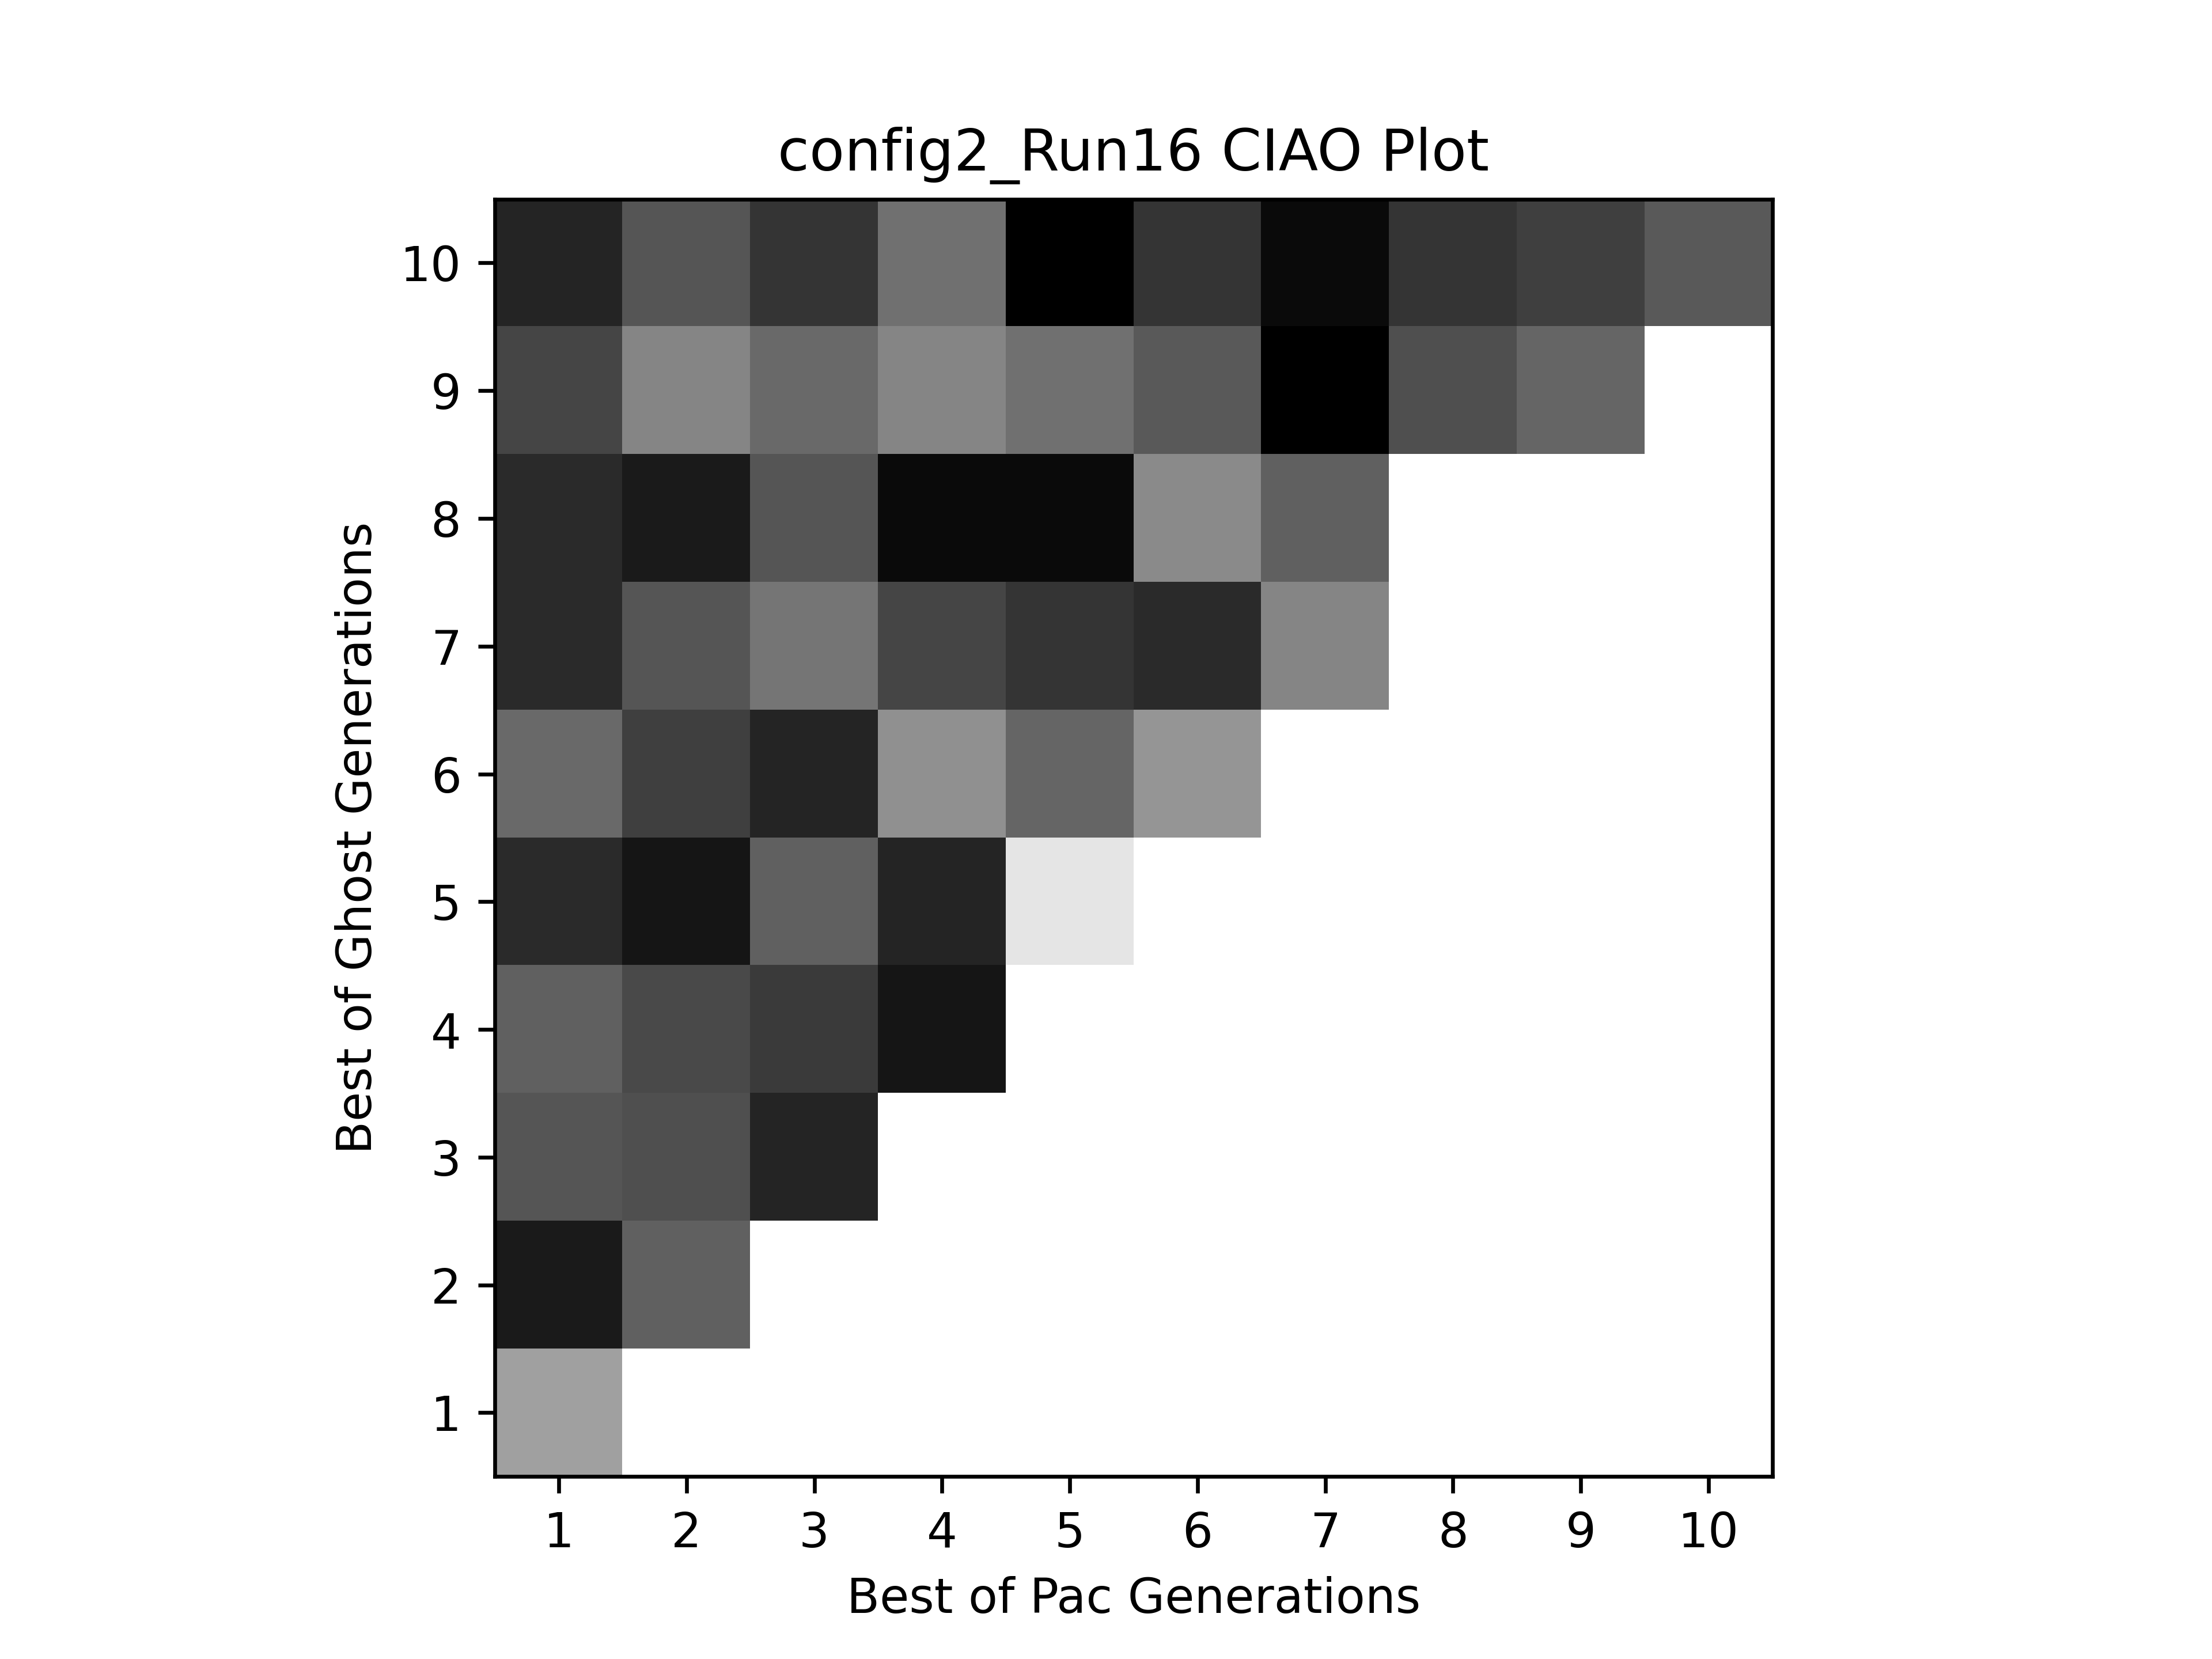 config2_Run16 CIAO Plot
Best of Ghost Generations
10
9
8
7
6
5
4
3
2
1
1 2 3 4 5 6 7 8 9 10
Best of Pac Generations